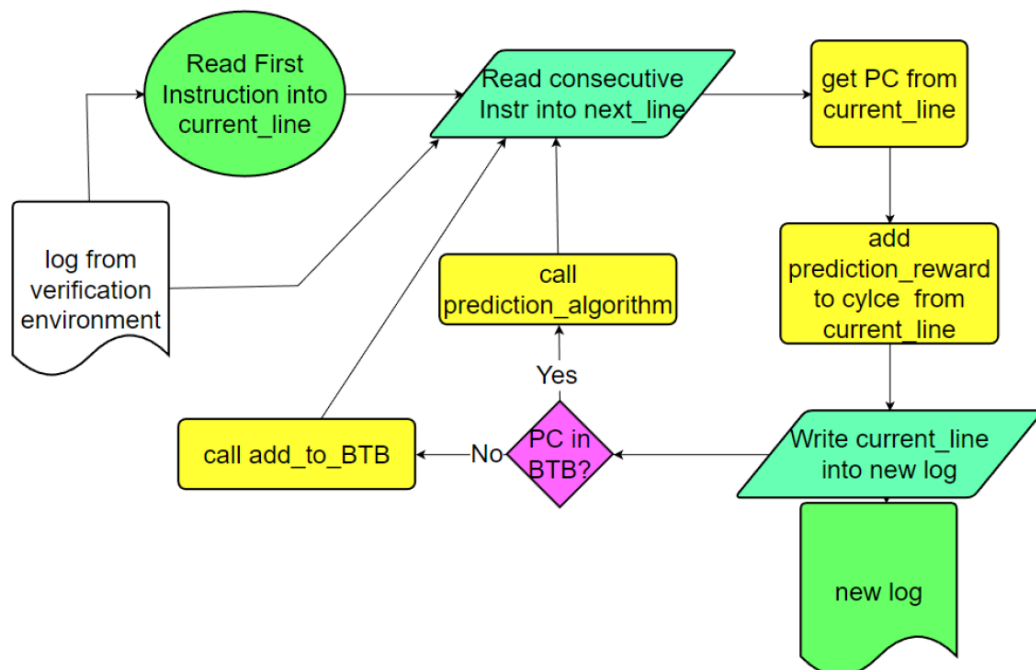 Read First
Instruction into
current_line
Read consecutive
Instr into next_line
get PC from
current_line
log from
verification
environment
call
prediction_algorithm
add
prediction_reward
to cylce from
current_line
Yes
call add_to_BTB
No
PC in
BTB?
Write current_line
into new log
new log